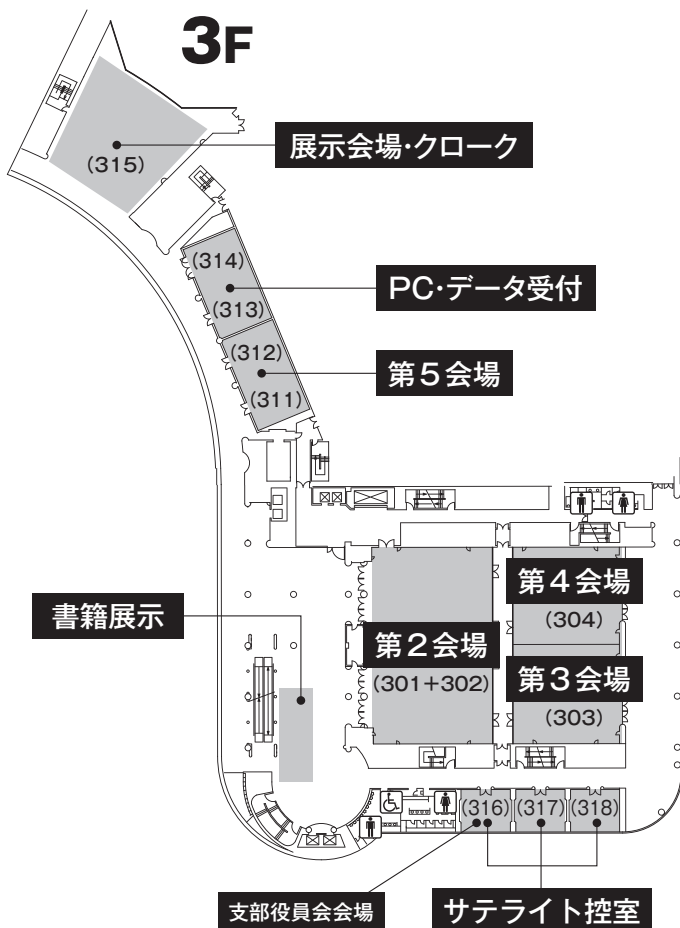 3F
展示会場・クローク
(315)
(314)
PC・データ受付
(313)
(312)
第5会場
(311)
第4会場
(304)
書籍展示
第2会場
(301+302)
第3会場
(303)
(316)
(317)
(318)
支部役員会会場
サテライト控室